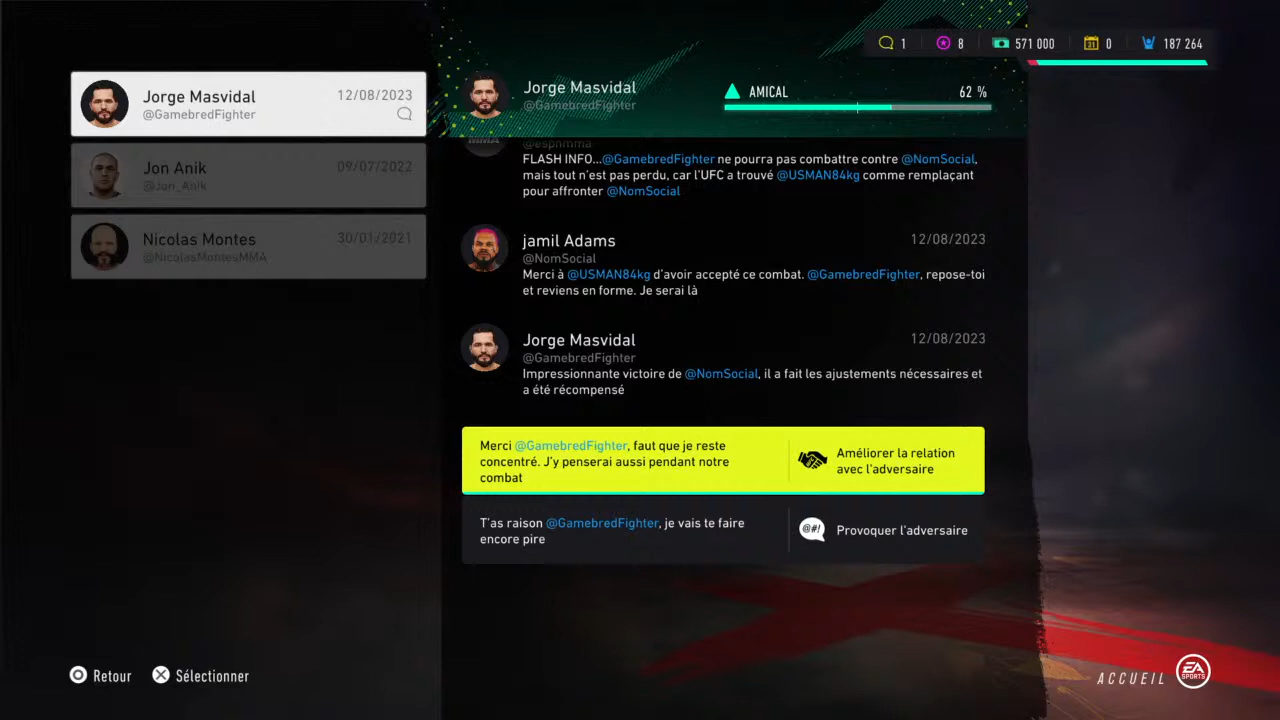 1
8
571 000
31
0
187 264
Jorge Masvidal
12/08/2023
@GamebredFighter
Jon Anik
09/07/2022
@Jon_Anik
Nicolas Montes
30/01/2021
@NicolasMontesMMA
Jorge Masvidal
@GamebredFighter
AMICAL
62 %
@espnmma
FLASH INFO...@GamebredFighter ne pourra pas combattre contre @NomSocial,
mais tout n'est pas perdu, car l'UFC a trouvé @USMAN84kg comme remplaçant
pour affronter @NomSocial
jamil Adams
12/08/2023
@NomSocial
Merci à @USMAN84kg d'avoir accepté ce combat. @GamebredFighter, repose-toi
et reviens en forme. Je serai là
Jorge Masvidal
12/08/2023
@GamebredFighter
Impressionnante victoire de @NomSocial, il a fait les ajustements nécessaires et
a été récompensé
Merci @GamebredFighter, faut que je reste
concentré. J'y penserai aussi pendant notre
combat
Améliorer la relation
avec l'adversaire
T'as raison @GamebredFighter, je vais te faire
encore pire
@#!
Provoquer l'adversaire
Retour
Sélectionner
ACCUEIL
EA
SPORTS